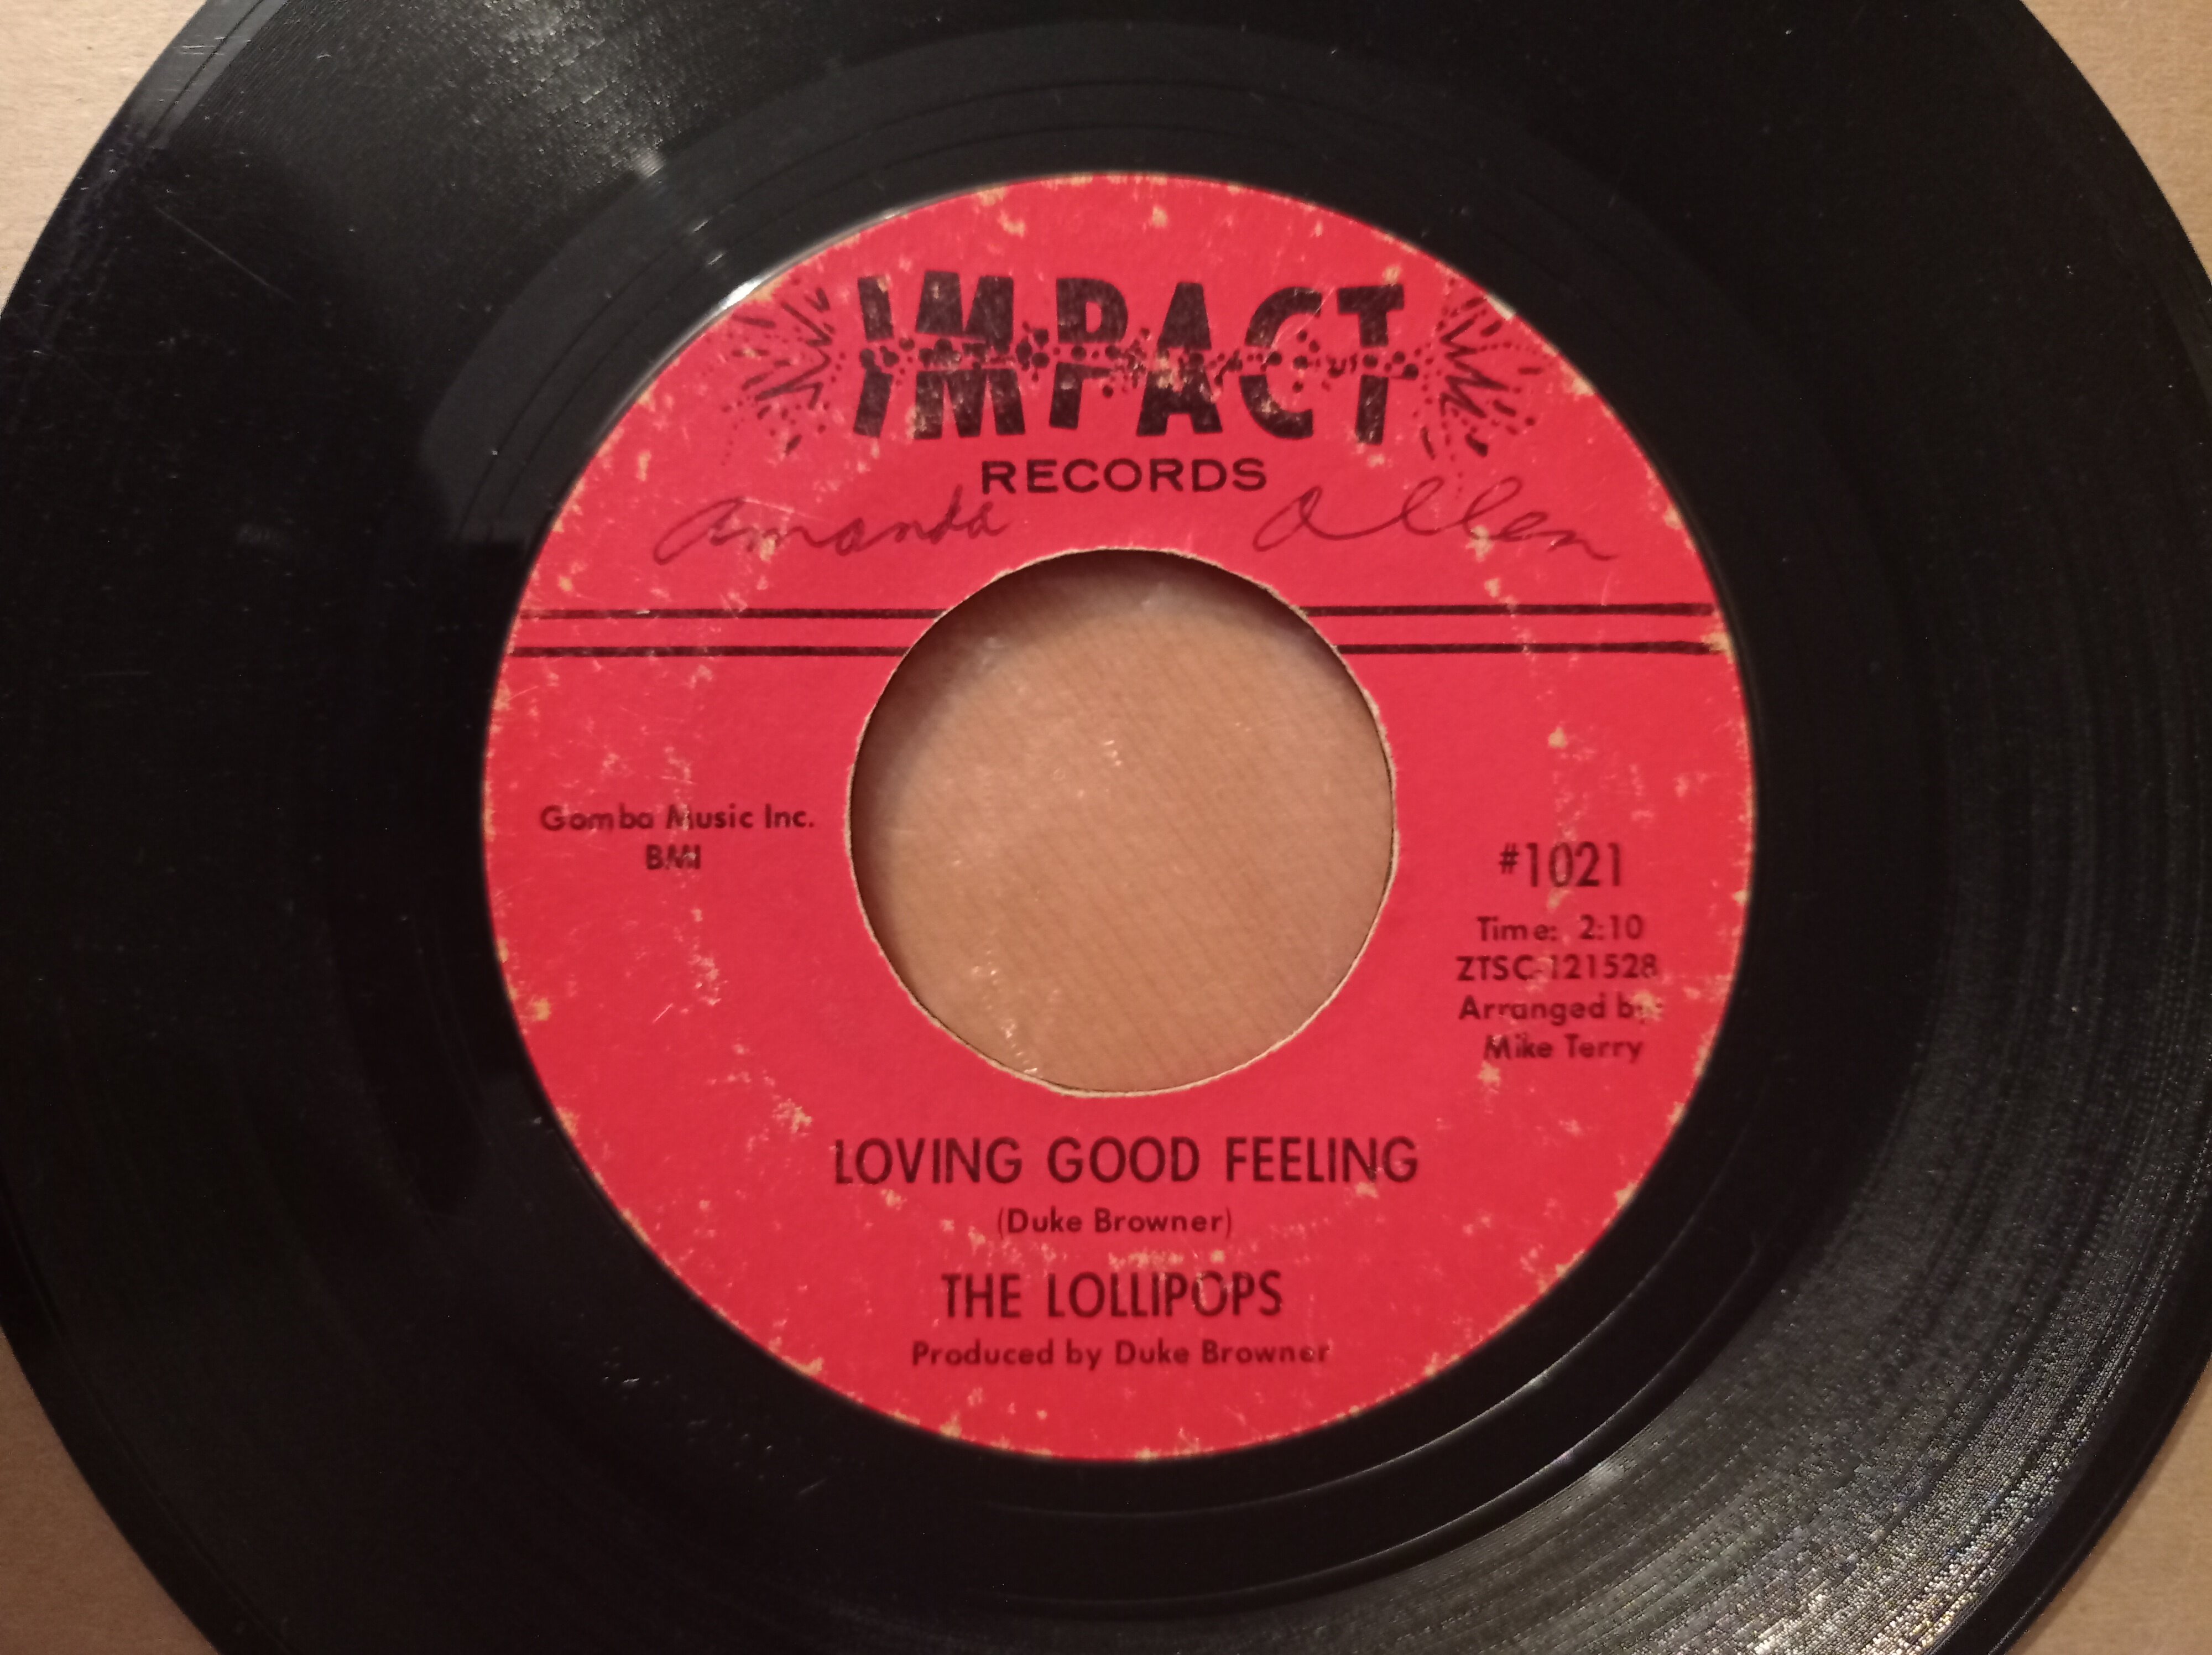 IMPACT
RECORDS
Amanda Allen
Gomba Music Inc.
BMI
#1021
Time: 2:10
ZTSC-121528
Arranged by:
Mike Terry
LOVING GOOD FEELING
(Duke Browner)
THE LOLLIPOPS
Produced by Duke Browner